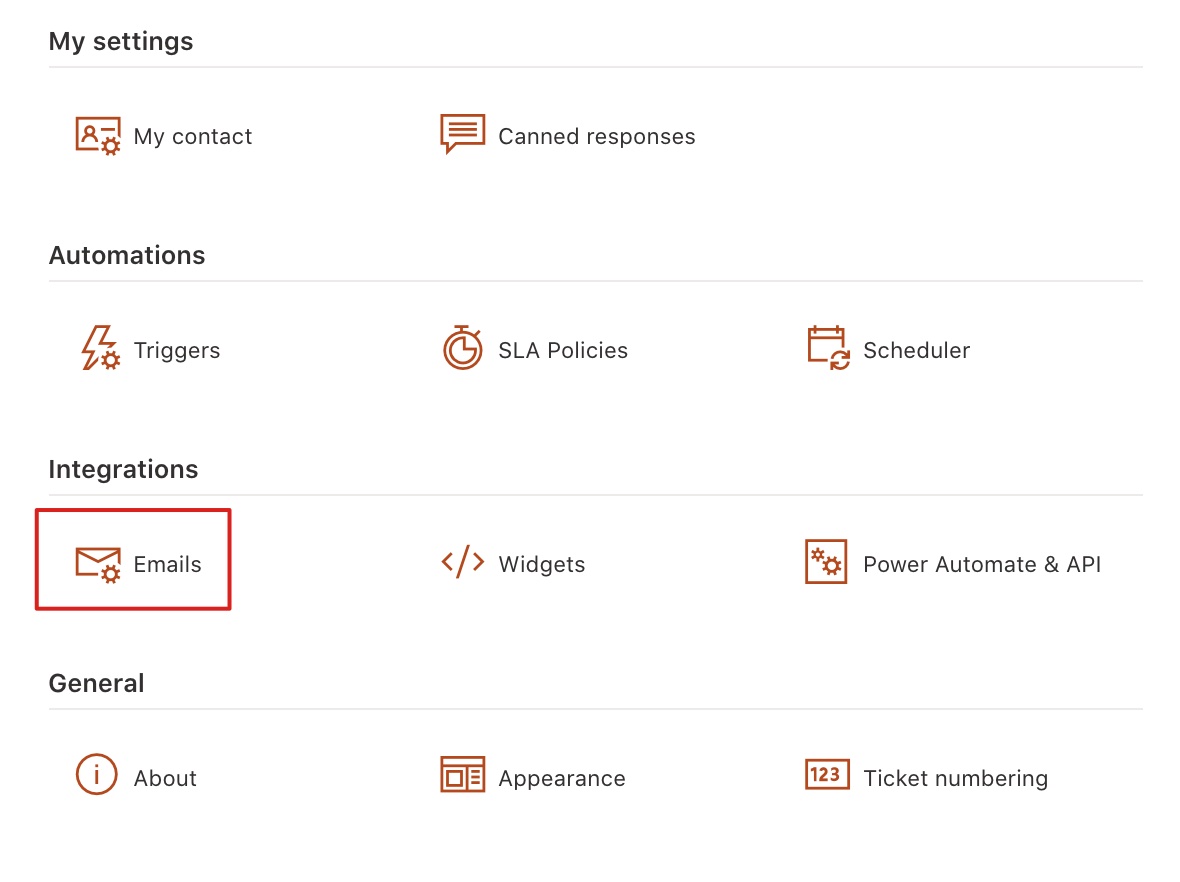 My settings
My contact
Canned responses
Automations
Triggers
SLA Policies
Scheduler
Integrations
Emails
Widgets
Power Automate & API
General
i
About
Appearance
123
Ticket numbering